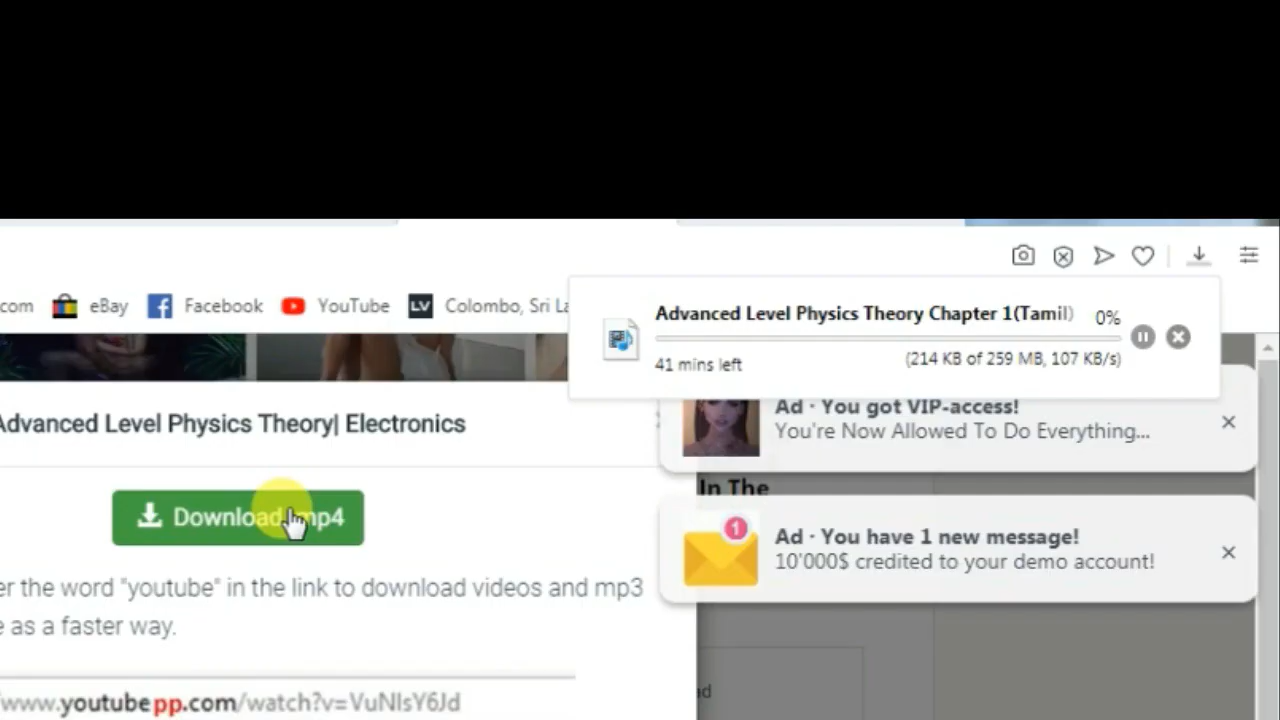 com eBay Facebook YouTube LV Colombo, Sri La
Advanced Level Physics Theory Chapter 1(Tamil) 0%
41 mins left (214 KB of 259 MB, 107 KB/s)
Advanced Level Physics Theory| Electronics
Ad · You got VIP-access!
You're Now Allowed To Do Everything...
In The
Download .mp4
1
Ad · You have 1 new message!
10'000$ credited to your demo account!
er the word "youtube" in the link to download videos and mp3
e as a faster way.
www.youtubepp.com/watch?v=VuNIsY6Jd